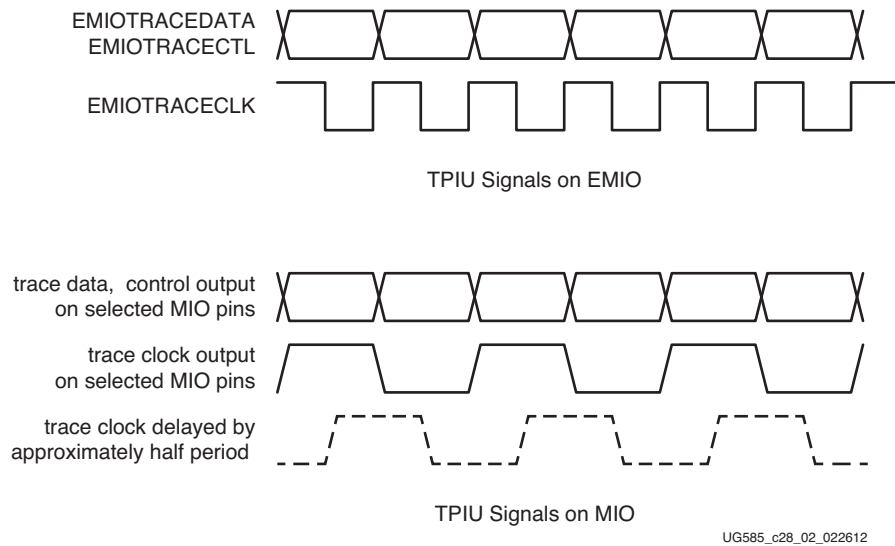 EMIOTRACEDATA
EMIOTRACECTL
EMIOTRACECLK
TPIU Signals on EMIO
trace data, control output
on selected MIO pins
trace clock output
on selected MIO pins
trace clock delayed by
approximately half period
TPIU Signals on MIO
UG585_c28_02_022612